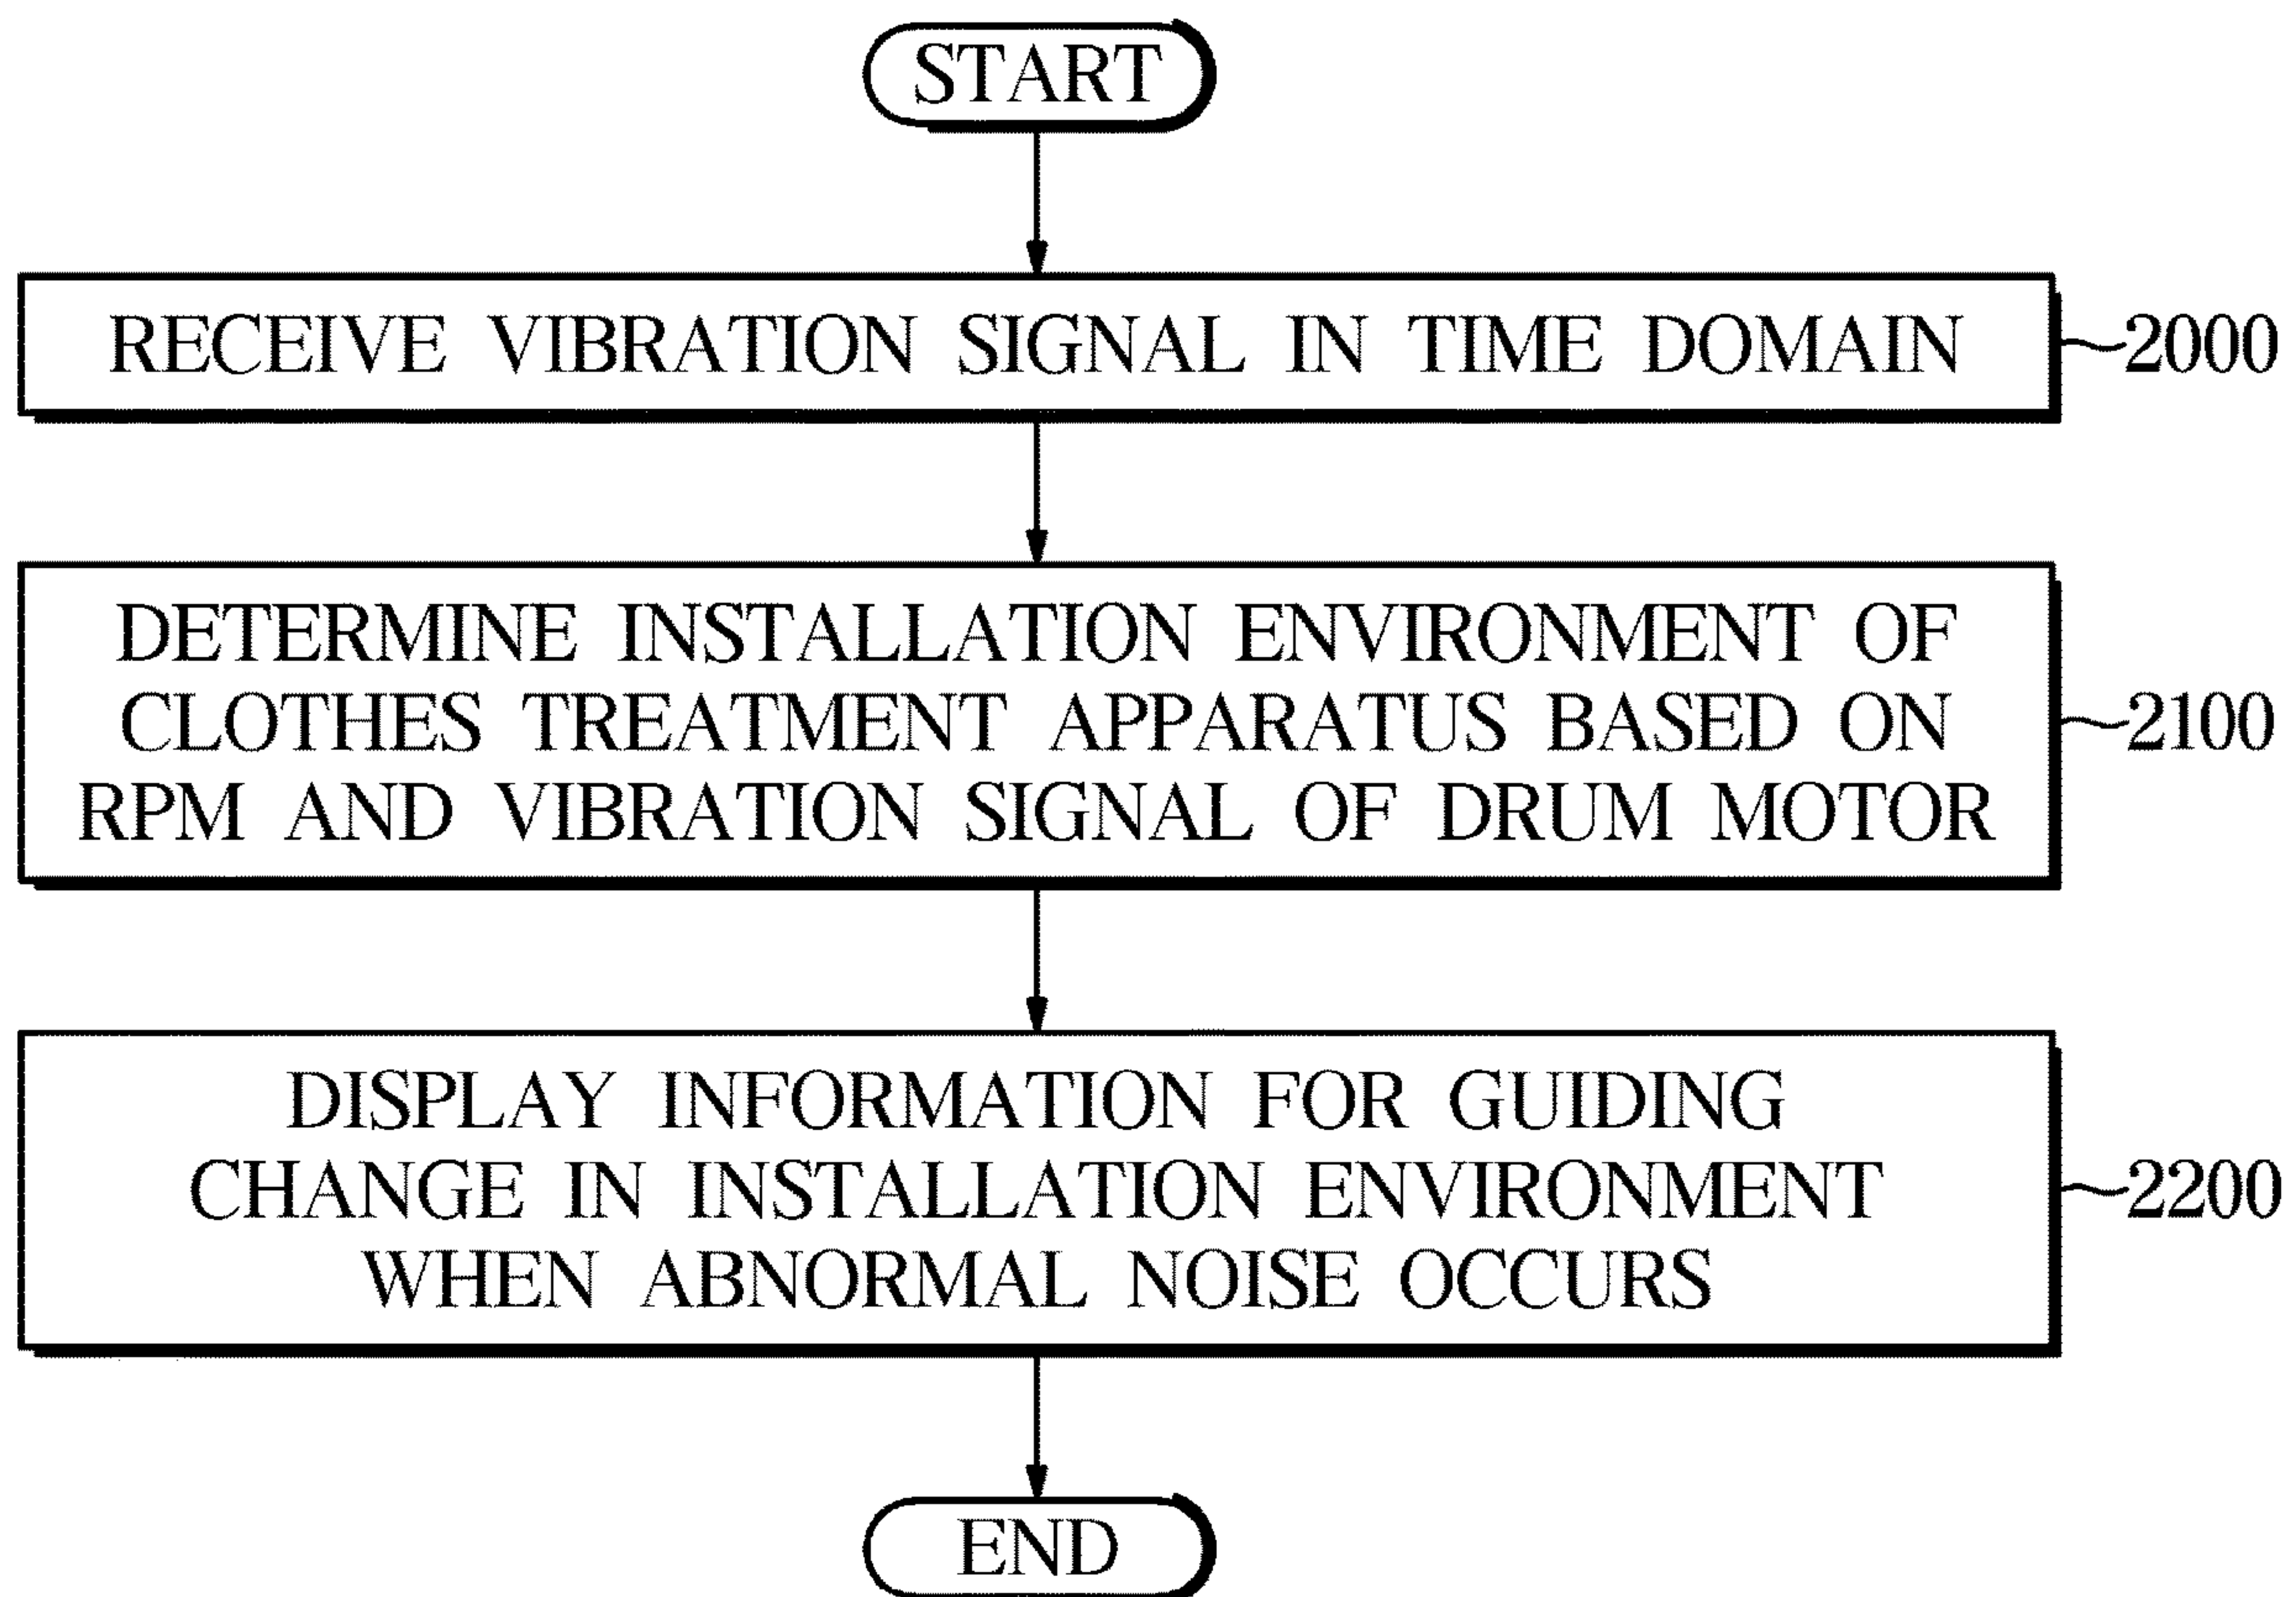 START
RECEIVE VIBRATION SIGNAL IN TIME DOMAIN
2000
DETERMINE INSTALLATION ENVIRONMENT OF
CLOTHES TREATMENT APPARATUS BASED ON
RPM AND VIBRATION SIGNAL OF DRUM MOTOR
2100
DISPLAY INFORMATION FOR GUIDING
CHANGE IN INSTALLATION ENVIRONMENT
WHEN ABNORMAL NOISE OCCURS
2200
END